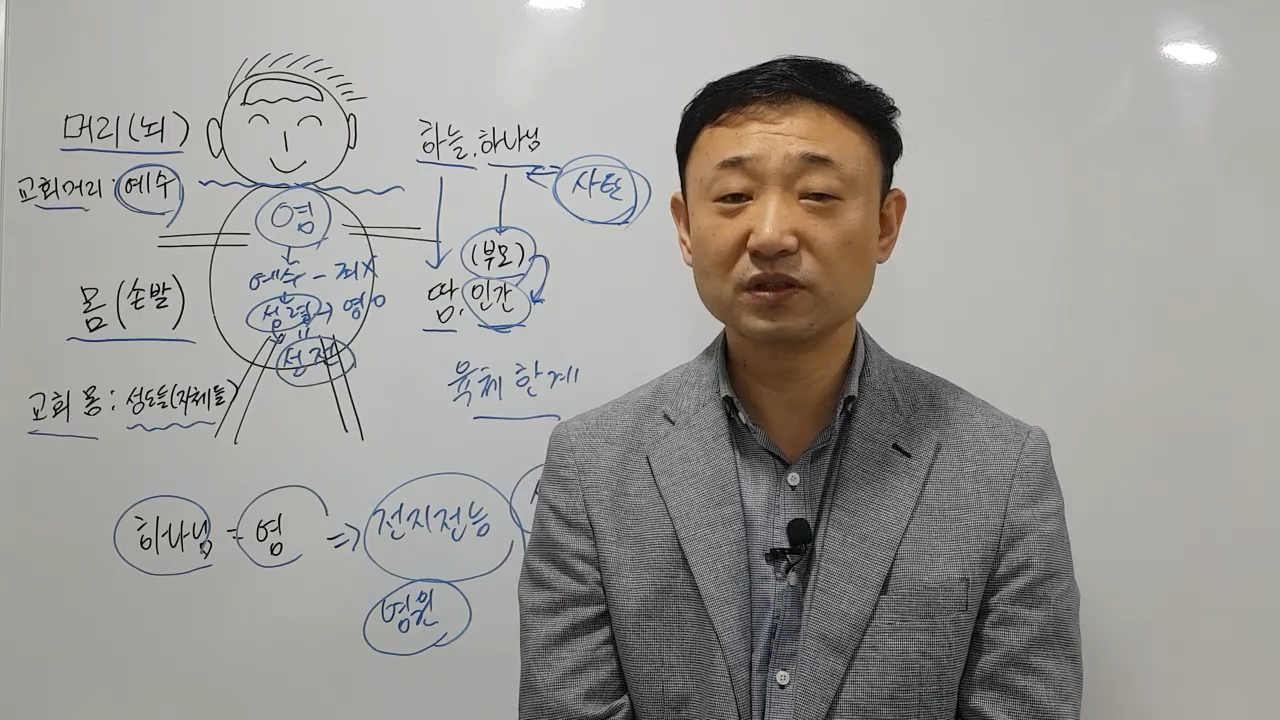 머리(뇌)
교회머리: 예수
몸(손발)
교회 몸: 성도들(지체들)
영
예수 - 죄X
성령 → 영O
성전
하늘, 하나님
사탄
(부모)
땅, 인간
육체 한계
하나님 - 영 ⇒ 전지전능
영원